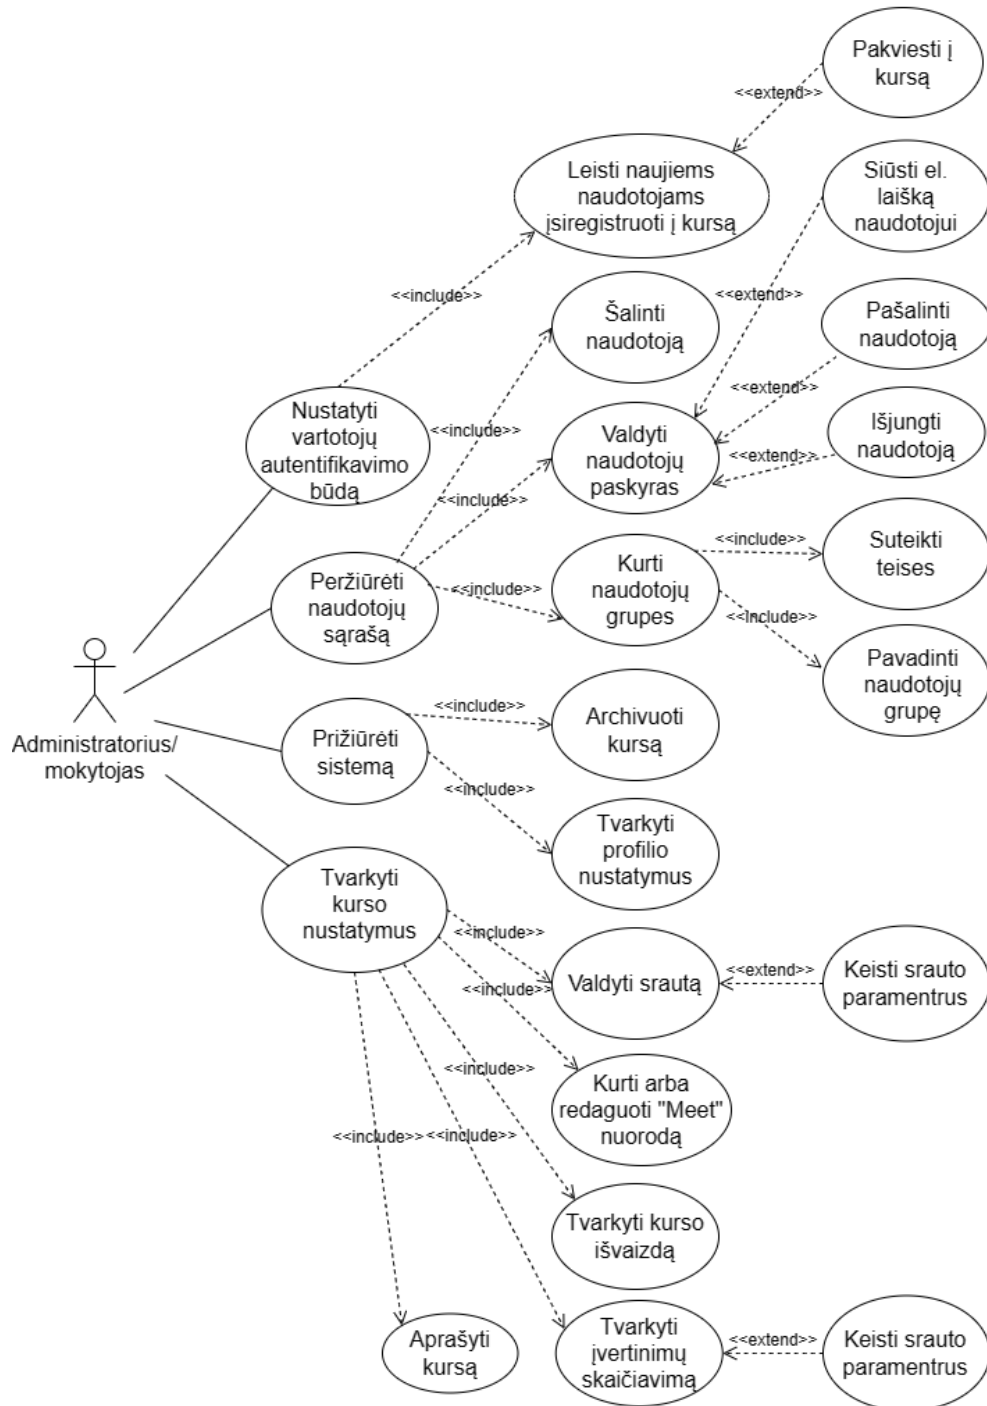 Pakviesti į
kursą
<<extend>>
Leisti naujiems
naudotojams
įsiregistruoti į kursą
Siūsti el.
laišką
naudotojui
<<include>>
<<extend>>
Šalinti
naudotoją
Pašalinti
naudotoją
<<extend>>
Nustatyti
vartotojų
autentifikavimo
būdą
<<include>>
Valdyti
naudotojų
paskyras
<<extend>>
Išjungti
naudotoją
<<include>>
Peržiūrėti
naudotojų
sąrašą
<<include>>
Kurti
naudotojų
grupes
<<include>>
Suteikti
teises
<<include>>
Pavadinti
naudotojų
grupę
Administratorius/
mokytojas
Prižiūrėti
sistemą
<<include>>
Archivuoti
kursą
<<include>>
Tvarkyti
profilio
nustatymus
Tvarkyti
kurso
nustatymus
<<include>>
Valdyti srautą
<<extend>>
Keisti srauto
paramentrus
<<include>>
Kurti arba
redaguoti "Meet"
nuorodą
<<include>>
<<include>>
<<include>>
Tvarkyti kurso
išvaizdą
Aprašyti
kursą
Tvarkyti
įvertinimų
skaičiavimą
<<extend>>
Keisti srauto
paramentrus